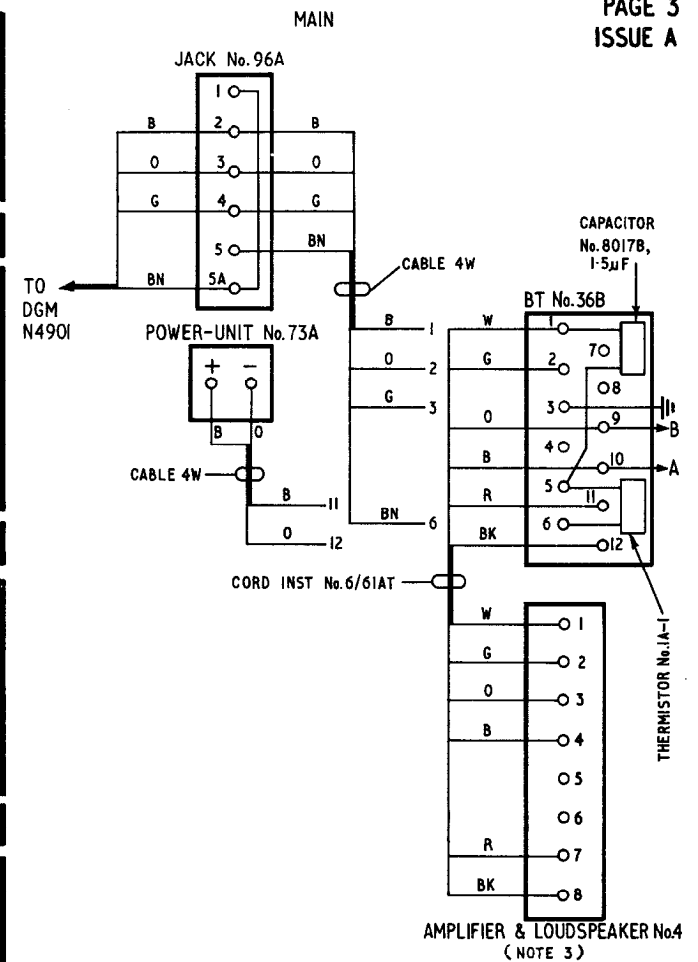 PAGE 3
ISSUE A
MAIN
JACK No. 96A
1
B 2 B
O 3 O
G 4 G
5 BN
BN 5A
TO
DGM
N4901
CABLE 4W
POWER-UNIT No. 73A
+ −
B O
CABLE 4W
B 11
O 12
B 1
O 2
G 3
BN 6
CAPACITOR
No. 8017B,
1·5µF
BT No. 36B
W 1
7
G 2
8
3
O 9 B
4
B 10 A
5
R 11
6
BK 12
THERMISTOR No. 1A-1
CORD INST No. 6/61AT
W 1
G 2
O 3
B 4
5
6
R 7
BK 8
AMPLIFIER & LOUDSPEAKER No.4
(NOTE 3)